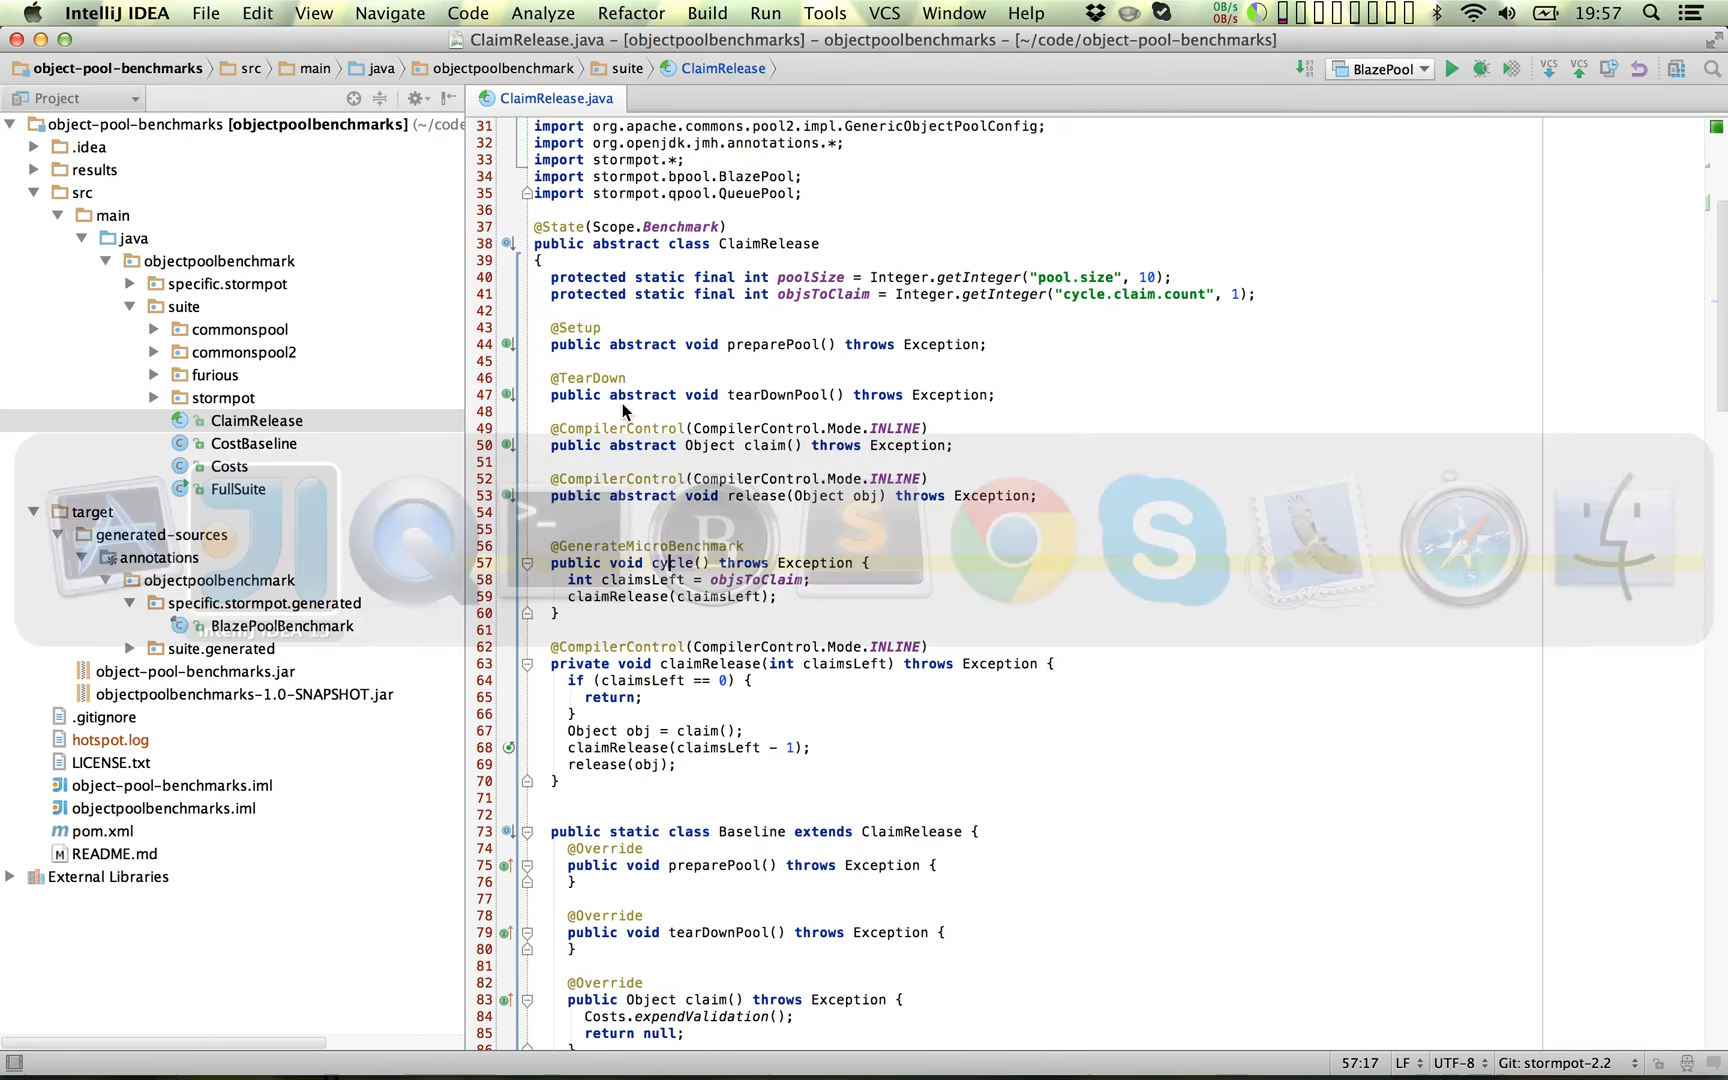 IntelliJ IDEA File Edit View Navigate Code Analyze Refactor Build Run Tools VCS Window Help 0B/s 0B/s 19:57
ClaimRelease.java – [objectpoolbenchmarks] – objectpoolbenchmarks – [~/code/object-pool-benchmarks]
object-pool-benchmarks src main java objectpoolbenchmark suite ClaimRelease BlazePool VCS VCS
Project ClaimRelease.java
object-pool-benchmarks [objectpoolbenchmarks] (~/code
.idea
results
src
main
java
objectpoolbenchmark
specific.stormpot
suite
commonspool
commonspool2
furious
stormpot
ClaimRelease
CostBaseline
Costs
FullSuite
target
generated-sources
annotations
objectpoolbenchmark
specific.stormpot.generated
BlazePoolBenchmark
suite.generated
object-pool-benchmarks.jar
objectpoolbenchmarks-1.0-SNAPSHOT.jar
.gitignore
hotspot.log
LICENSE.txt
object-pool-benchmarks.iml
objectpoolbenchmarks.iml
pom.xml
README.md
External Libraries
31 import org.apache.commons.pool2.impl.GenericObjectPoolConfig;
32 import org.openjdk.jmh.annotations.*;
33 import stormpot.*;
34 import stormpot.bpool.BlazePool;
35 import stormpot.qpool.QueuePool;
36
37 @State(Scope.Benchmark)
38 public abstract class ClaimRelease
39 {
40 protected static final int poolSize = Integer.getInteger("pool.size", 10);
41 protected static final int objsToClaim = Integer.getInteger("cycle.claim.count", 1);
42
43 @Setup
44 public abstract void preparePool() throws Exception;
45
46 @TearDown
47 public abstract void tearDownPool() throws Exception;
48
49 @CompilerControl(CompilerControl.Mode.INLINE)
50 public abstract Object claim() throws Exception;
51
52 @CompilerControl(CompilerControl.Mode.INLINE)
53 public abstract void release(Object obj) throws Exception;
54
55
56 @GenerateMicroBenchmark
57 public void cycle() throws Exception {
58 int claimsLeft = objsToClaim;
59 claimRelease(claimsLeft);
60 }
61
62 @CompilerControl(CompilerControl.Mode.INLINE)
63 private void claimRelease(int claimsLeft) throws Exception {
64 if (claimsLeft == 0) {
65 return;
66 }
67 Object obj = claim();
68 claimRelease(claimsLeft - 1);
69 release(obj);
70 }
71
72
73 public static class Baseline extends ClaimRelease {
74 @Override
75 public void preparePool() throws Exception {
76 }
77
78 @Override
79 public void tearDownPool() throws Exception {
80 }
81
82 @Override
83 public Object claim() throws Exception {
84 Costs.expendValidation();
85 return null;
86 }
57:17 LF UTF-8 Git: stormpot-2.2